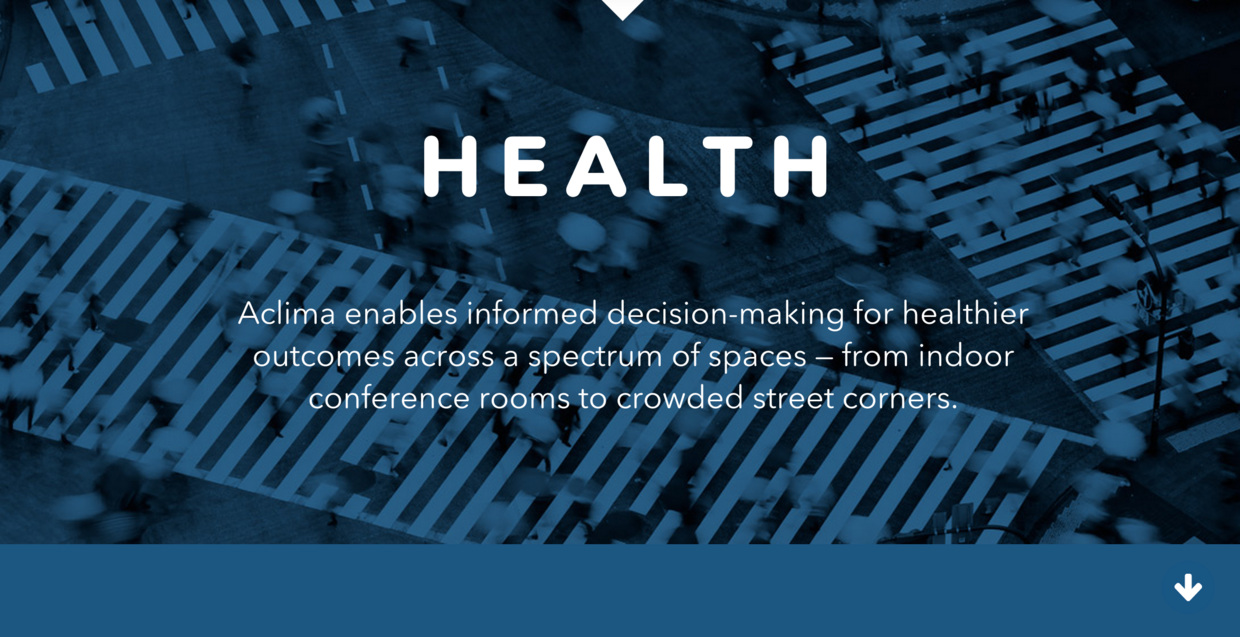 HEALTH
Aclima enables informed decision-making for healthier
outcomes across a spectrum of spaces – from indoor
conference rooms to crowded street corners.